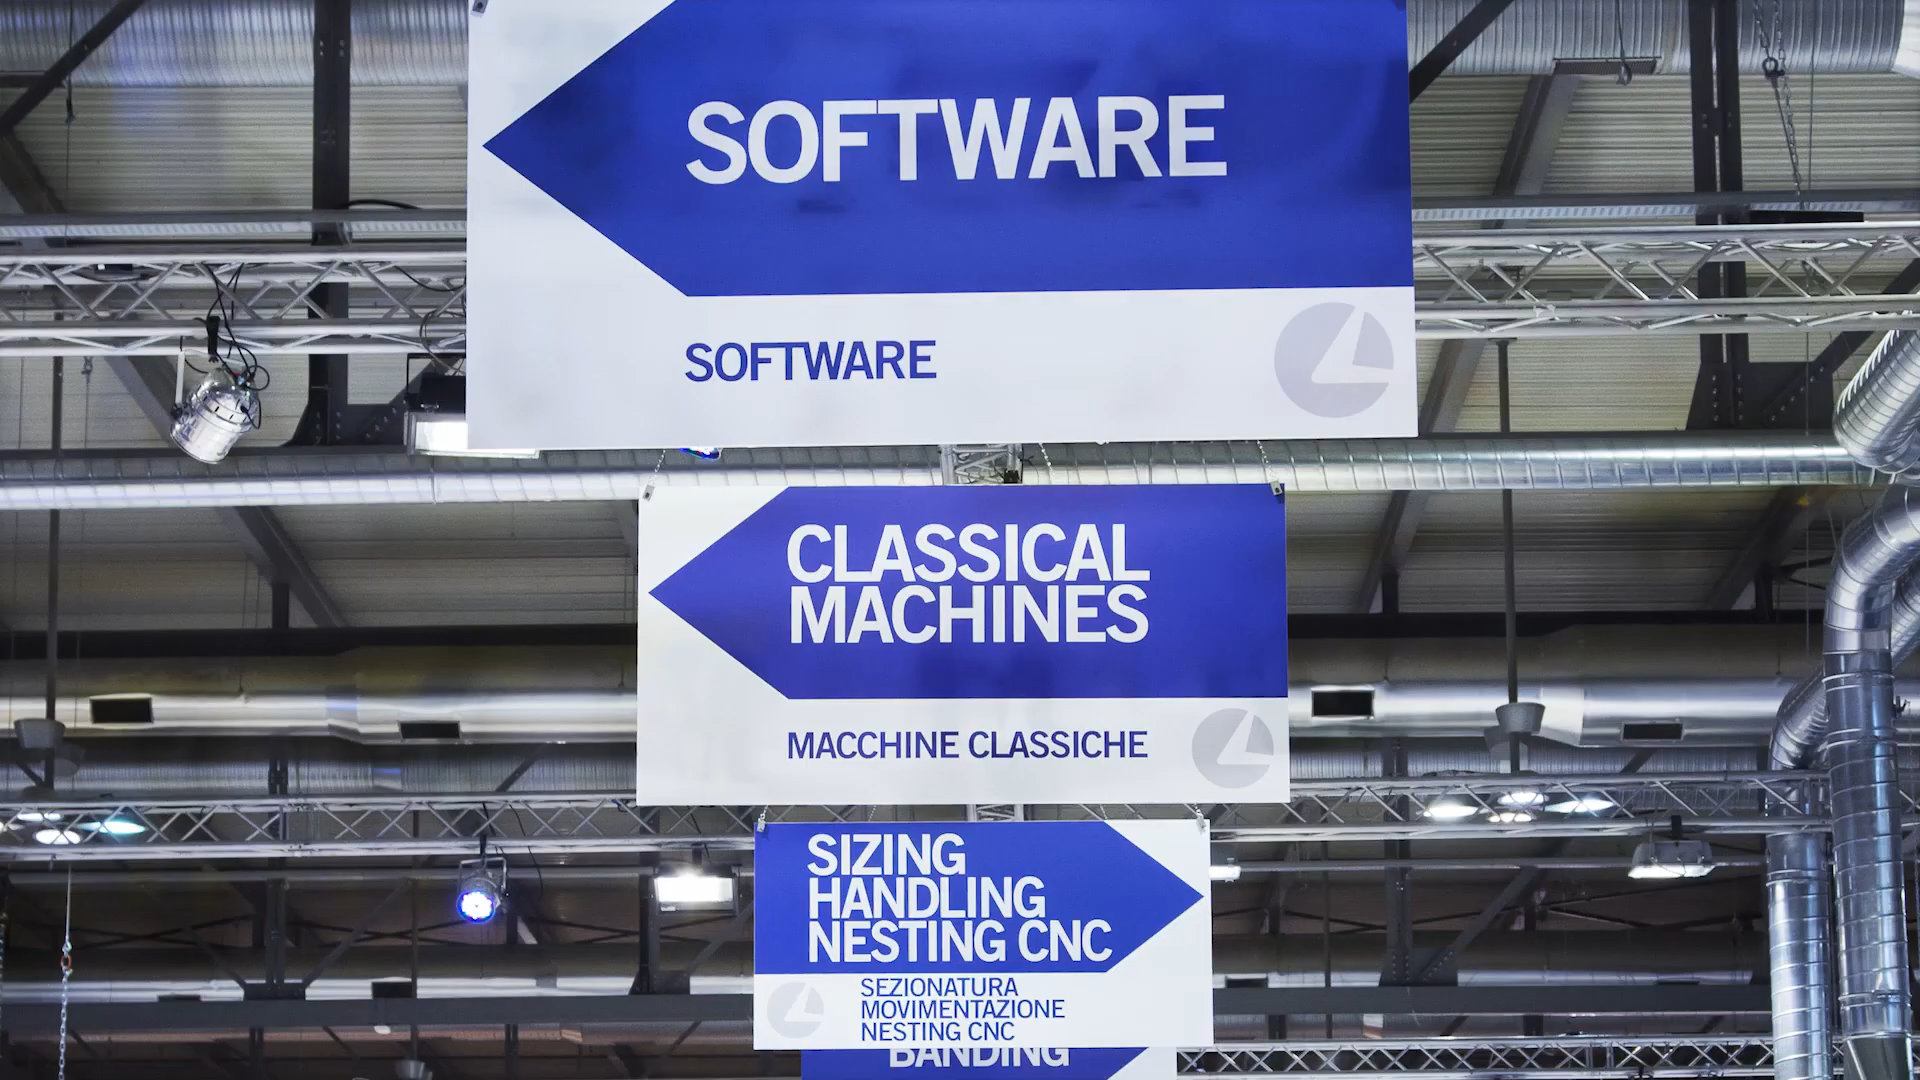 SOFTWARE
SOFTWARE
CLASSICAL
MACHINES
MACCHINE CLASSICHE
SIZING
HANDLING
NESTING CNC
SEZIONATURA
MOVIMENTAZIONE
NESTING CNC
BANDING